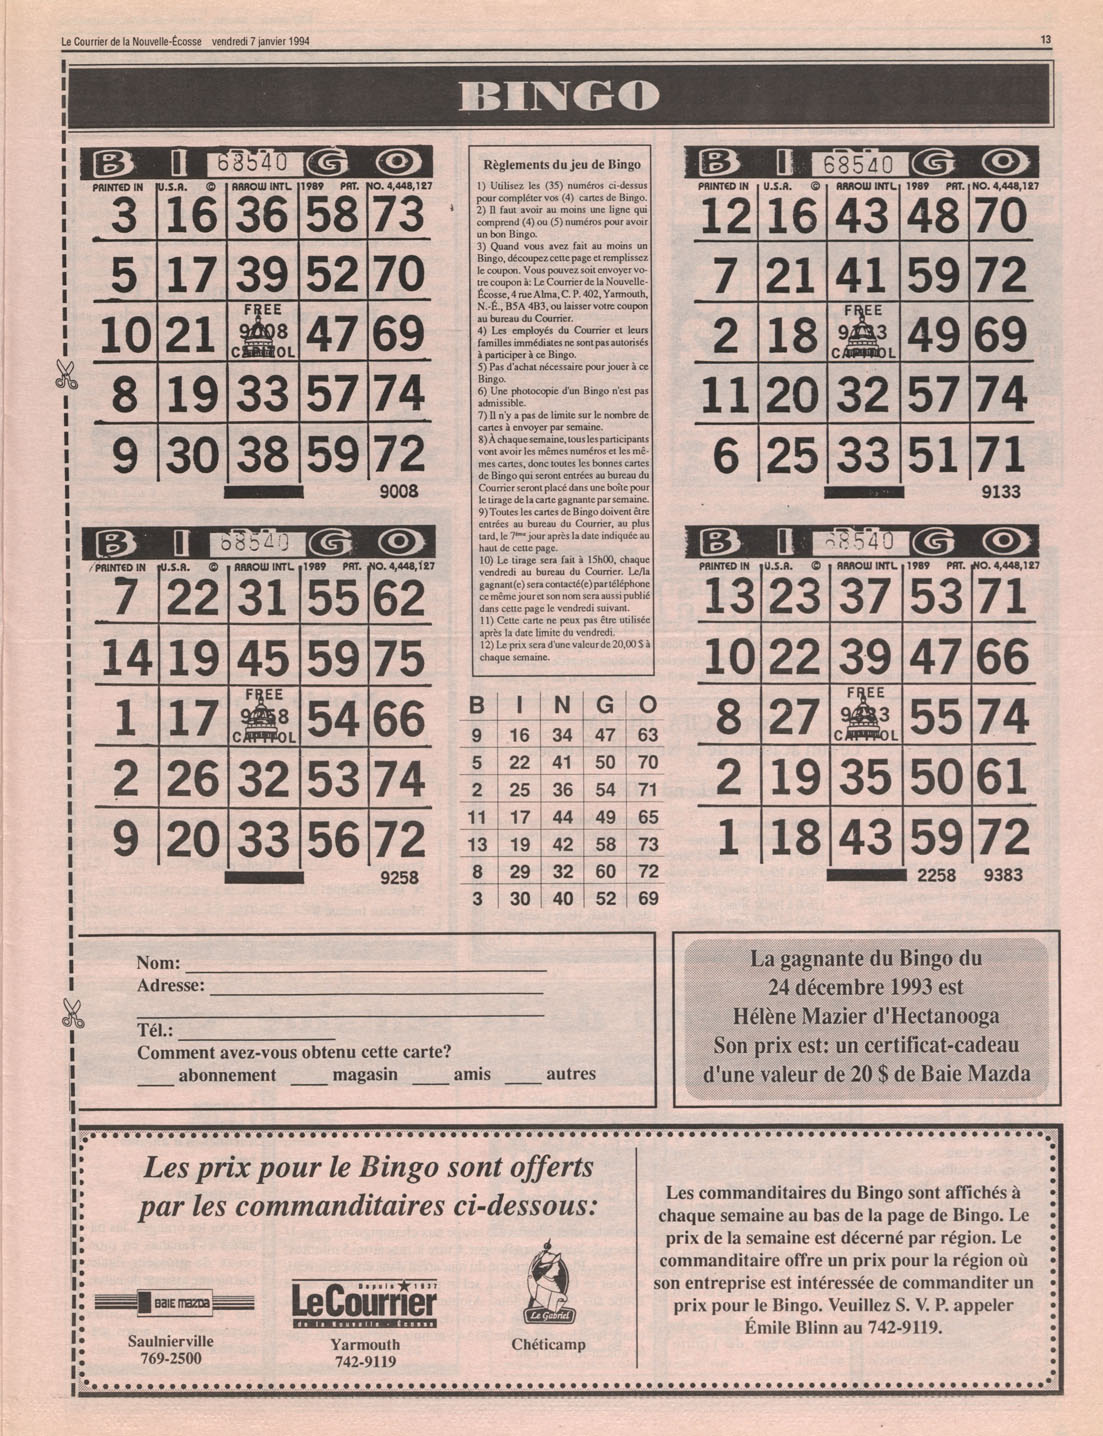 Le Courrier de la Nouvelle-Écosse vendredi 7 janvier 1994 13
BINGO
B I 68540 G O
PRINTED IN U.S.A. © ARROW INT'L 1989 PAT. NO. 4,448,127
3 16 36 58 73
5 17 39 52 70
10 21 FREE 9008 CAPITOL 47 69
8 19 33 57 74
9 30 38 59 72
9008
B I 68540 G O
PRINTED IN U.S.A. © ARROW INT'L 1989 PAT. NO. 4,448,127
7 22 31 55 62
14 19 45 59 75
1 17 FREE 9258 CAPITOL 54 66
2 26 32 53 74
9 20 33 56 72
9258
Règlements du jeu de Bingo
1) Utilisez les (35) numéros ci-dessus
pour compléter vos (4) cartes de Bingo.
2) Il faut avoir au moins une ligne qui
comprend (4) ou (5) numéros pour avoir
un bon Bingo.
3) Quand vous avez fait au moins un
Bingo, découpez cette page et remplissez
le coupon. Vous pouvez soit envoyer vo-
tre coupon à: Le Courrier de la Nouvelle-
Écosse, 4 rue Alma, C. P. 402, Yarmouth,
N.-É., B5A 4B3, ou laisser votre coupon
au bureau du Courrier.
4) Les employés du Courrier et leurs
familles immédiates ne sont pas autorisés
à participer à ce Bingo.
5) Pas d'achat nécessaire pour jouer à ce
Bingo.
6) Une photocopie d'un Bingo n'est pas
admissible.
7) Il n'y a pas de limite sur le nombre de
cartes à envoyer par semaine.
8) À chaque semaine, tous les participants
vont avoir les mêmes numéros et les mê-
mes cartes, donc toutes les bonnes cartes
de Bingo qui seront entrées au bureau du
Courrier seront placé dans une boîte pour
le tirage de la carte gagnante par semaine.
9) Toutes les cartes de Bingo doivent être
entrées au bureau du Courrier, au plus
tard, le 7ème jour après la date indiquée au
haut de cette page.
10) Le tirage sera fait à 15h00, chaque
vendredi au bureau du Courrier. Le/la
gagnant(e) sera contacté(e) par téléphone
ce même jour et son nom sera aussi publié
dans cette page le vendredi suivant.
11) Cette carte ne peux pas être utilisée
après la date limite du vendredi.
12) Le prix sera d'une valeur de 20,00 $ à
chaque semaine.
B I N G O
9 16 34 47 63
5 22 41 50 70
2 25 36 54 71
11 17 44 49 65
13 19 42 58 73
8 29 32 60 72
3 30 40 52 69
B I 68540 G O
PRINTED IN U.S.A. © ARROW INT'L 1989 PAT. NO. 4,448,127
12 16 43 48 70
7 21 41 59 72
2 18 FREE 9133 CAPITOL 49 69
11 20 32 57 74
6 25 33 51 71
9133
B I 68540 G O
PRINTED IN U.S.A. © ARROW INT'L 1989 PAT. NO. 4,448,127
13 23 37 53 71
10 22 39 47 66
8 27 FREE 9383 CAPITOL 55 74
2 19 35 50 61
1 18 43 59 72
2258 9383
Nom:
Adresse:
Tél.:
Comment avez-vous obtenu cette carte?
abonnement magasin amis autres
La gagnante du Bingo du
24 décembre 1993 est
Hélène Mazier d'Hectanooga
Son prix est: un certificat-cadeau
d'une valeur de 20 $ de Baie Mazda
Les prix pour le Bingo sont offerts
par les commanditaires ci-dessous:
BAIE mazda
Saulnierville
769-2500
Depuis 1937
Le Courrier
de la Nouvelle - Écosse
Yarmouth
742-9119
Le Gabriel
Chéticamp
Les commanditaires du Bingo sont affichés à
chaque semaine au bas de la page de Bingo. Le
prix de la semaine est décerné par région. Le
commanditaire offre un prix pour la région où
son entreprise est intéressée de commanditer un
prix pour le Bingo. Veuillez S. V. P. appeler
Émile Blinn au 742-9119.